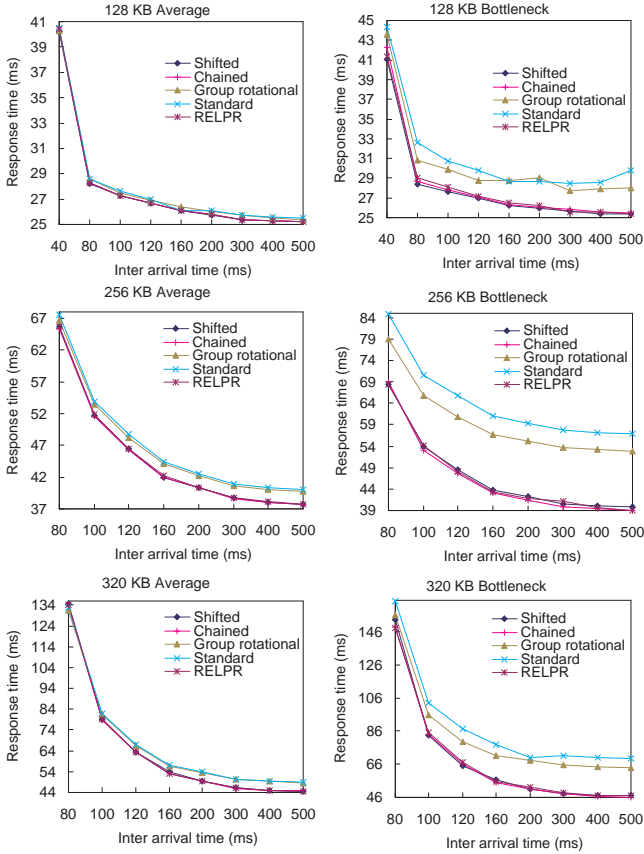 128 KB Average
Response time (ms)
41
39
37
35
33
31
29
27
25
40 80 100 120 160 200 300 400 500
Inter arrival time (ms)
Shifted
Chained
Group rotational
Standard
RELPR
128 KB Bottleneck
Response time (ms)
45
43
41
39
37
35
33
31
29
27
25
40 80 100 120 160 200 300 400 500
Inter arrival time (ms)
Shifted
Chained
Group rotational
Standard
RELPR
256 KB Average
Response time (ms)
67
62
57
52
47
42
37
80 100 120 160 200 300 400 500
Inter arrival time (ms)
Shifted
Chained
Group rotational
Standard
RELPR
256 KB Bottleneck
Response time (ms)
84
79
74
69
64
59
54
49
44
39
80 100 120 160 200 300 400 500
Inter arrival time (ms)
Shifted
Chained
Group rotational
Standard
RELPR
320 KB Average
Response time (ms)
134
124
114
104
94
84
74
64
54
44
80 100 120 160 200 300 400 500
Inter arrival time (ms)
Shifted
Chained
Group rotational
Standard
RELPR
320 KB Bottleneck
Response time (ms)
146
126
106
86
66
46
80 100 120 160 200 300 400 500
Inter arrival time (ms)
Shifted
Chained
Group rotational
Standard
RELPR